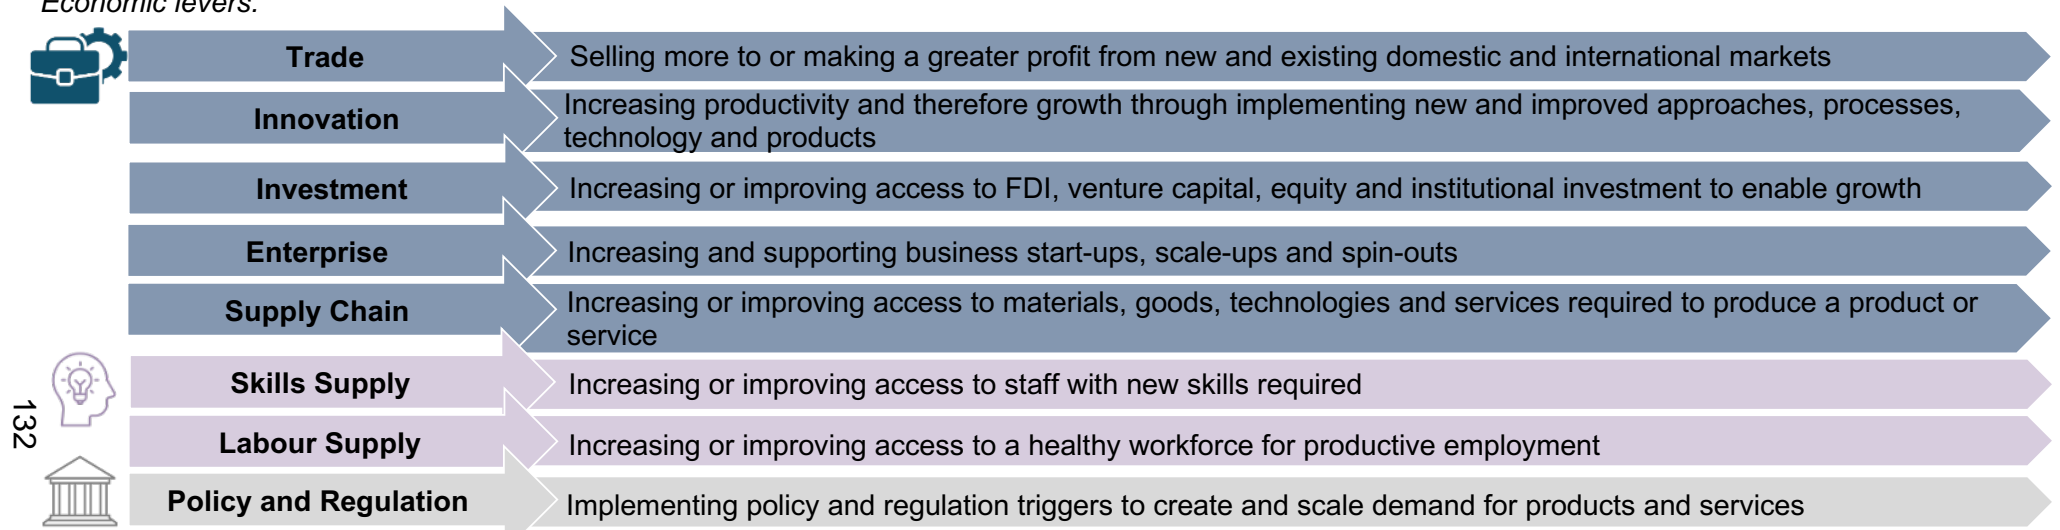 Economic levers:
Trade
Selling more to or making a greater profit from new and existing domestic and international markets
Innovation
Increasing productivity and therefore growth through implementing new and improved approaches, processes,
technology and products
Investment
Increasing or improving access to FDI, venture capital, equity and institutional investment to enable growth
Enterprise
Increasing and supporting business start-ups, scale-ups and spin-outs
Supply Chain
Increasing or improving access to materials, goods, technologies and services required to produce a product or
service
Skills Supply
Increasing or improving access to staff with new skills required
Labour Supply
Increasing or improving access to a healthy workforce for productive employment
Policy and Regulation
Implementing policy and regulation triggers to create and scale demand for products and services
132